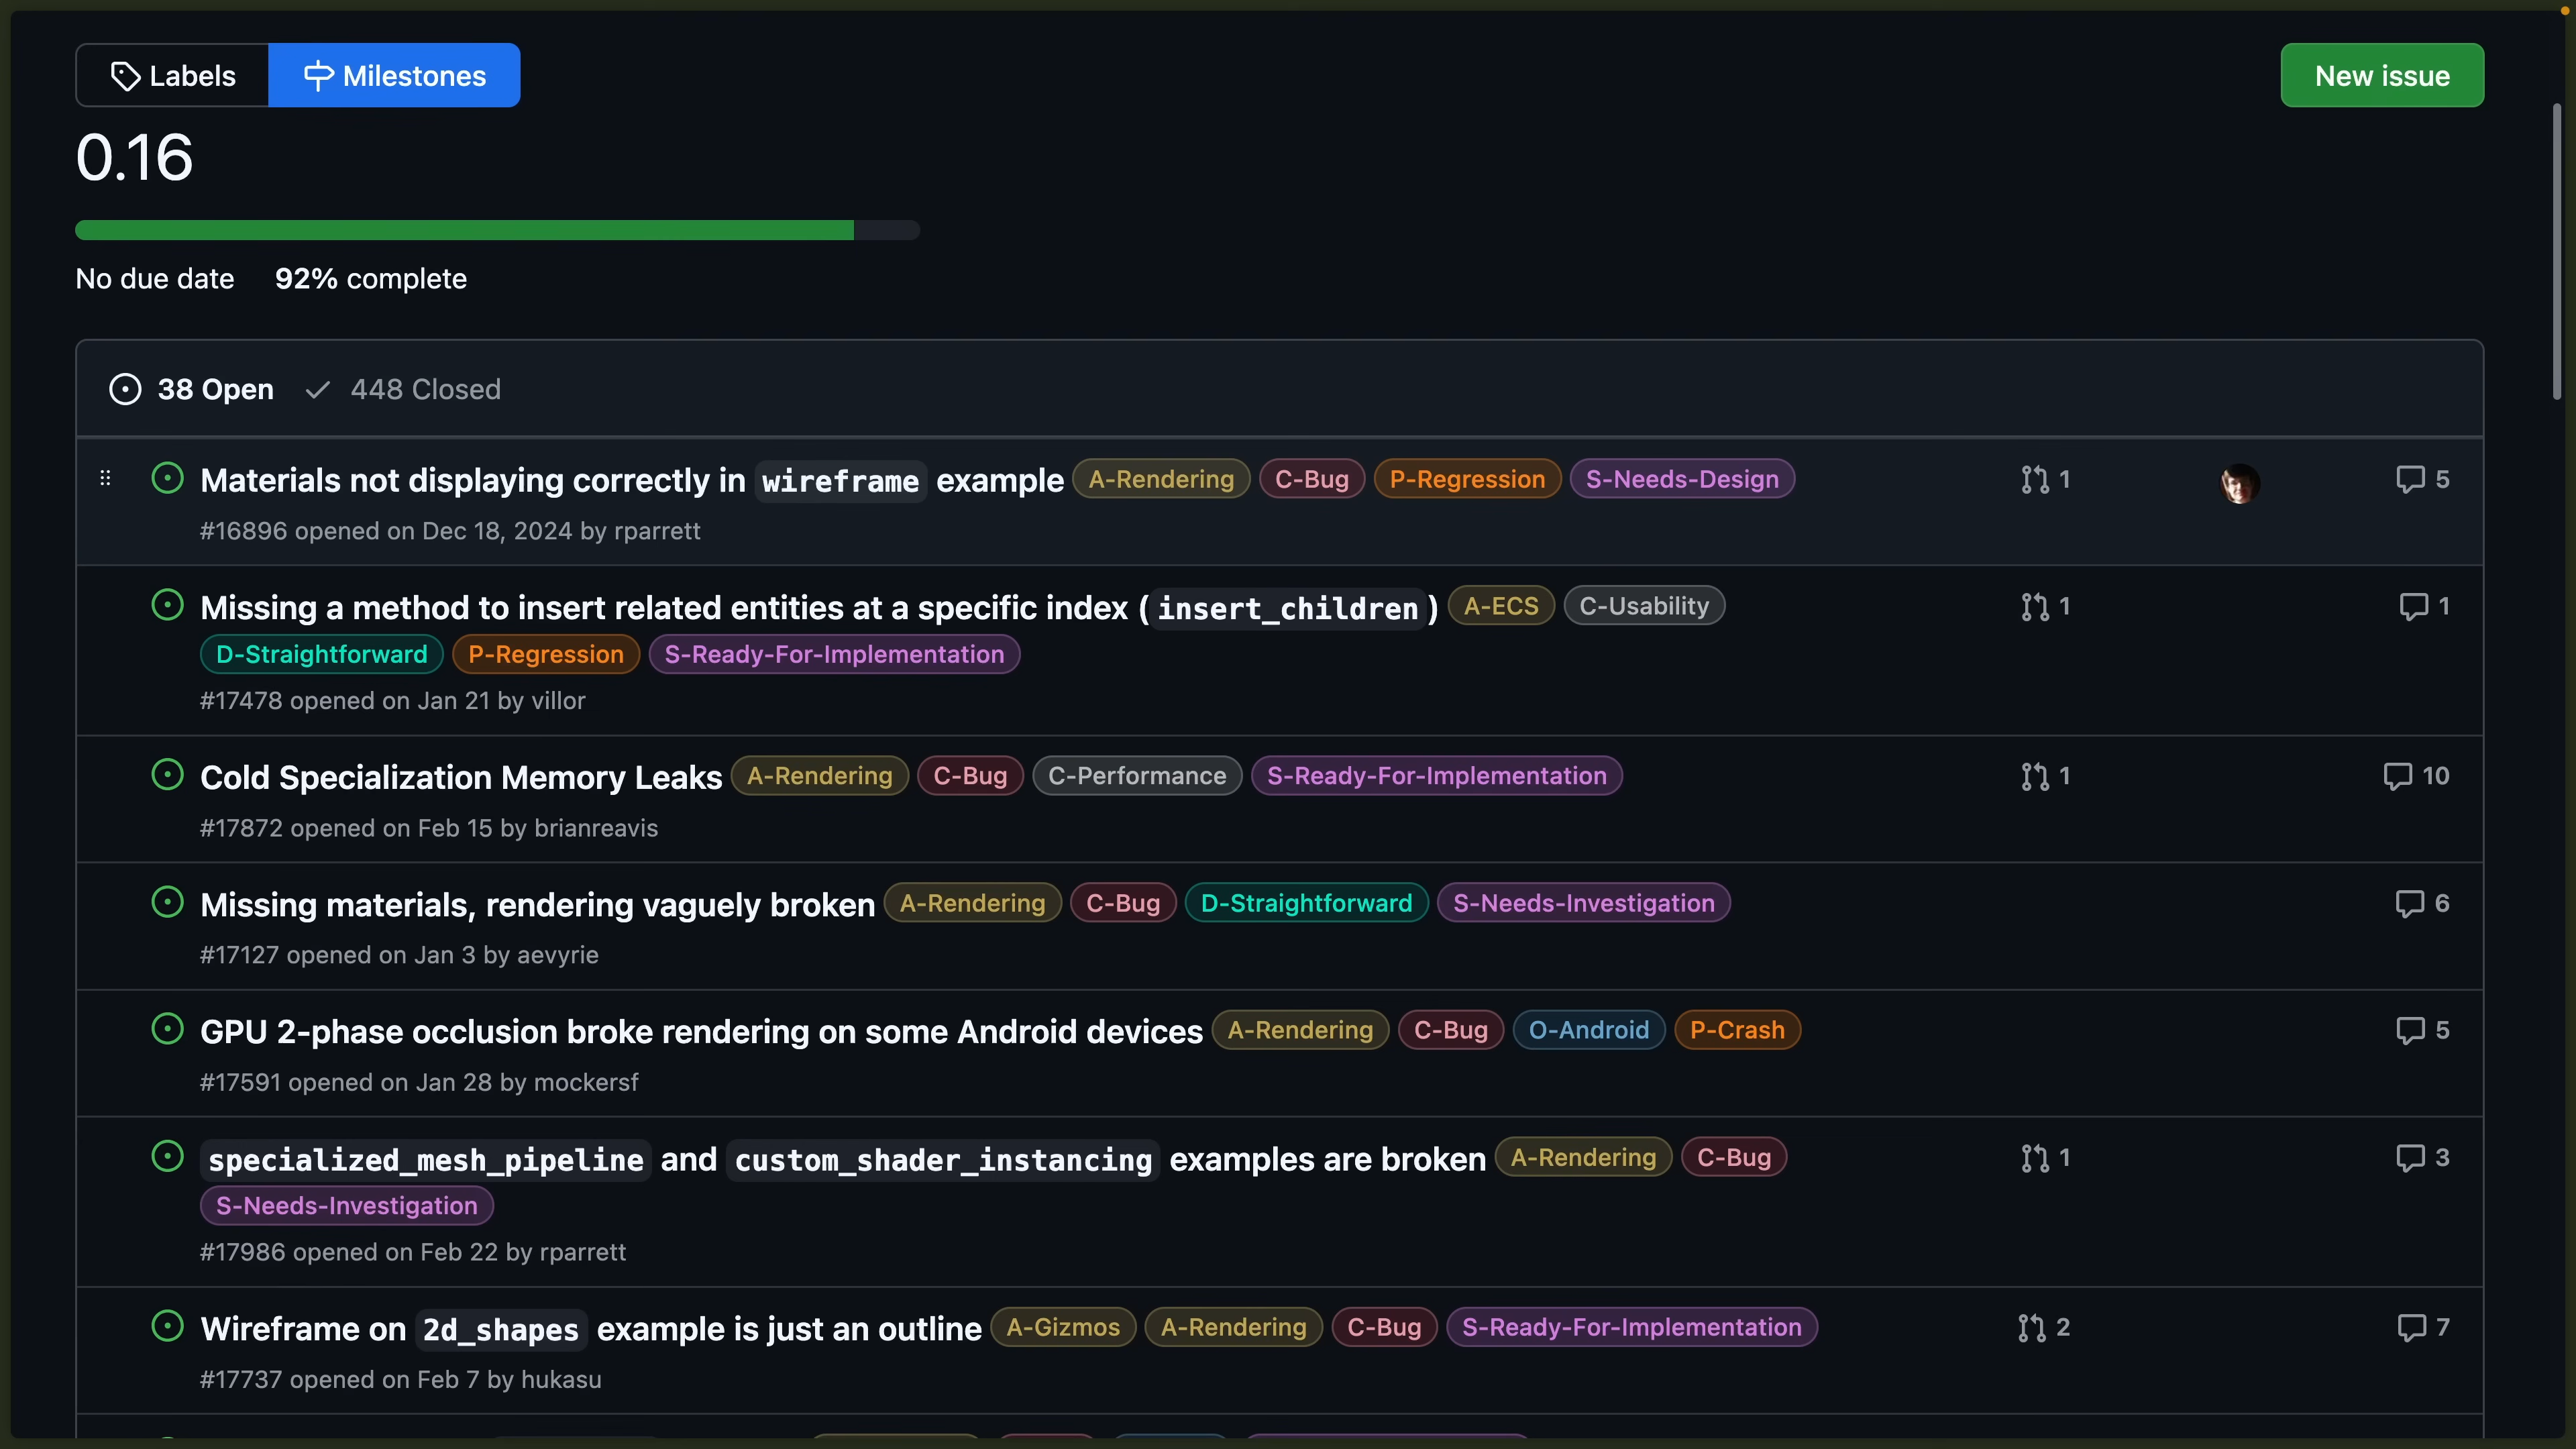 Labels Milestones New issue
0.16
No due date 92% complete
38 Open 448 Closed
Materials not displaying correctly in wireframe example A-Rendering C-Bug P-Regression S-Needs-Design 1 5
#16896 opened on Dec 18, 2024 by rparrett
Missing a method to insert related entities at a specific index (insert_children) A-ECS C-Usability 1 1
D-Straightforward P-Regression S-Ready-For-Implementation
#17478 opened on Jan 21 by villor
Cold Specialization Memory Leaks A-Rendering C-Bug C-Performance S-Ready-For-Implementation 1 10
#17872 opened on Feb 15 by brianreavis
Missing materials, rendering vaguely broken A-Rendering C-Bug D-Straightforward S-Needs-Investigation 6
#17127 opened on Jan 3 by aevyrie
GPU 2-phase occlusion broke rendering on some Android devices A-Rendering C-Bug O-Android P-Crash 5
#17591 opened on Jan 28 by mockersf
specialized_mesh_pipeline and custom_shader_instancing examples are broken A-Rendering C-Bug 1 3
S-Needs-Investigation
#17986 opened on Feb 22 by rparrett
Wireframe on 2d_shapes example is just an outline A-Gizmos A-Rendering C-Bug S-Ready-For-Implementation 2 7
#17737 opened on Feb 7 by hukasu